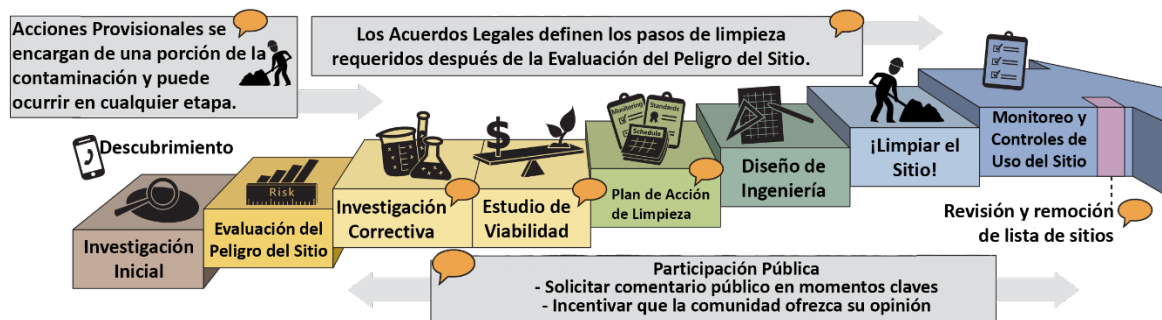 Acciones Provisionales se
encargan de una porción de la
contaminación y puede
ocurrir en cualquier etapa.
Los Acuerdos Legales definen los pasos de limpieza
requeridos después de la Evaluación del Peligro del Sitio.
Descubrimiento
Investigación
Inicial
Risk
Evaluación del
Peligro del Sitio
Investigación
Correctiva
$
Estudio de
Viabilidad
Monitoring
Standards
Schedule
Plan de Acción
de Limpieza
Diseño de
Ingeniería
¡Limpiar el
Sitio!
Monitoreo y
Controles de
Uso del Sitio
Revisión y remoción
de lista de sitios
Participación Pública
- Solicitar comentario público en momentos claves
- Incentivar que la comunidad ofrezca su opinión